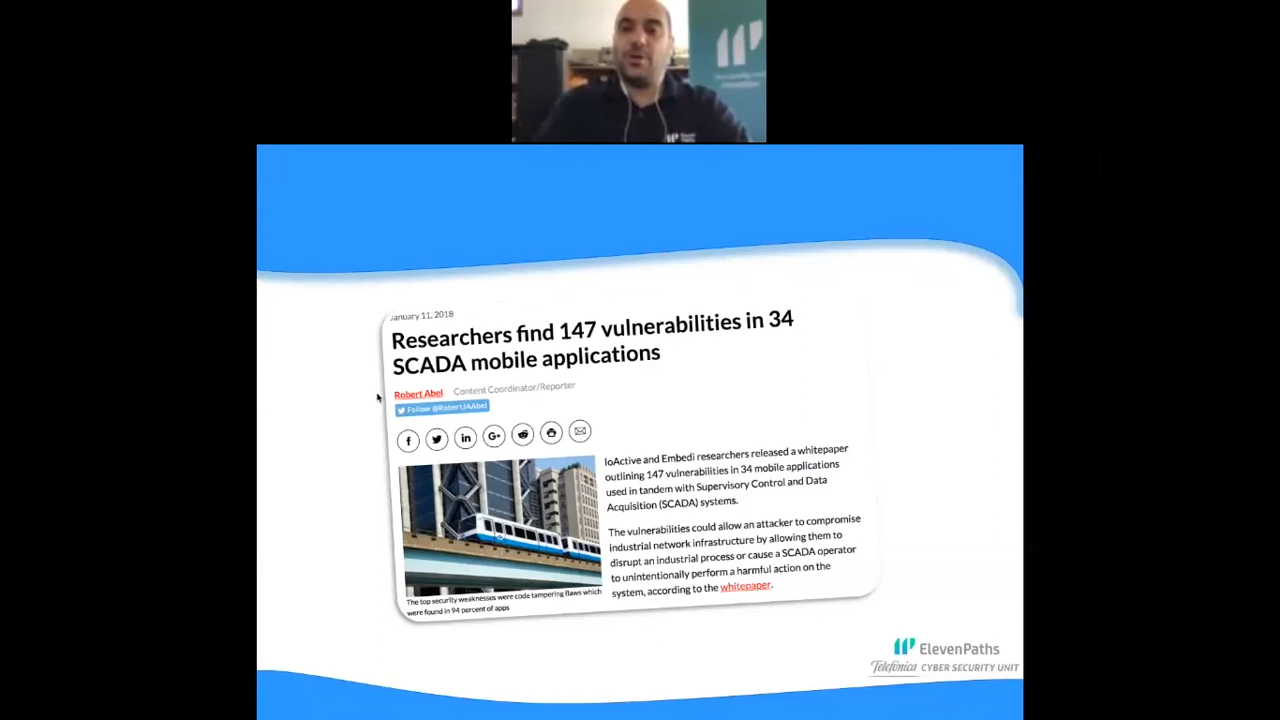 January 11, 2018
Researchers find 147 vulnerabilities in 34
SCADA mobile applications
Robert Abel Content Coordinator/Reporter
Follow @RobertJAAbel
IoActive and Embedi researchers released a whitepaper
outlining 147 vulnerabilities in 34 mobile applications
used in tandem with Supervisory Control and Data
Acquisition (SCADA) systems.
The vulnerabilities could allow an attacker to compromise
industrial network infrastructure by allowing them to
disrupt an industrial process or cause a SCADA operator
to unintentionally perform a harmful action on the
system, according to the whitepaper.
The top security weaknesses were code tampering flaws which
were found in 94 percent of apps
ElevenPaths
Telefónica CYBER SECURITY UNIT